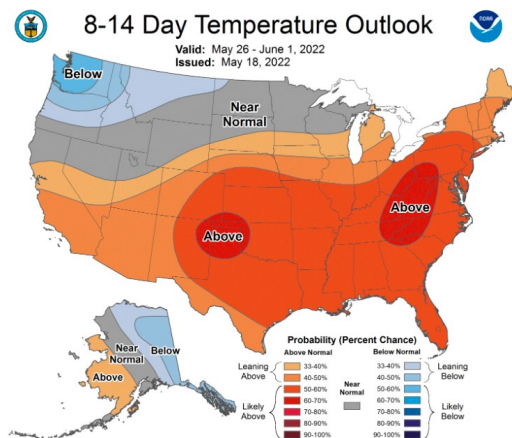 8-14 Day Temperature Outlook
Valid: May 26 - June 1, 2022
Issued: May 18, 2022
NOAA
Below
Near
Normal
Above
Above
Near
Normal
Below
Above
Probability (Percent Chance)
Above Normal
Below Normal
Leaning
Above
33-40%
40-50%
Likely
Above
50-60%
60-70%
70-80%
80-90%
90-100%
Near
Normal
33-40%
40-50%
50-60%
60-70%
70-80%
80-90%
90-100%
Leaning
Below
Likely
Below